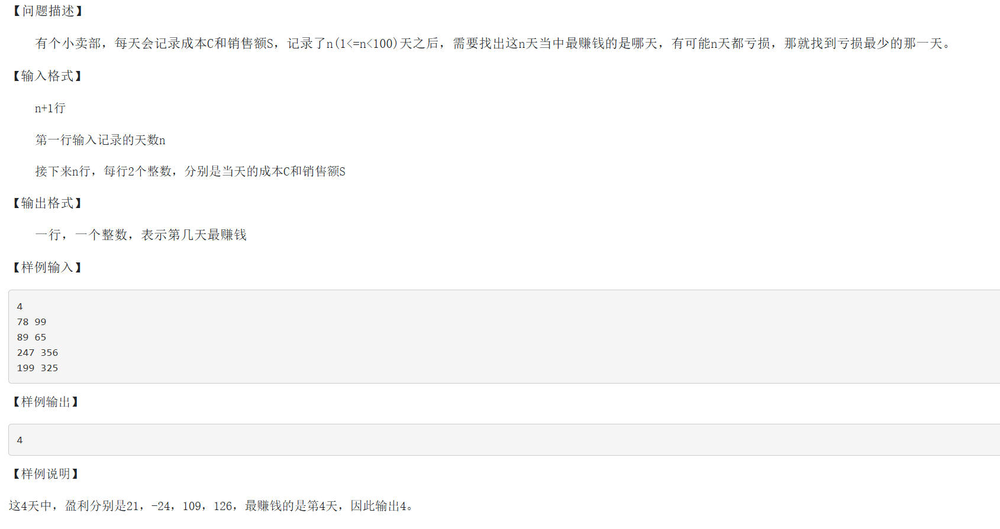 【问题描述】
有个小卖部，每天会记录成本C和销售额S，记录了n(1<=n<100)天之后，需要找出这n天当中最赚钱的是哪天，有可能n天都亏损，那就找到亏损最少的那一天。
【输入格式】
n+1行
第一行输入记录的天数n
接下来n行，每行2个整数，分别是当天的成本C和销售额S
【输出格式】
一行，一个整数，表示第几天最赚钱
【样例输入】
4
78 99
89 65
247 356
199 325
【样例输出】
4
【样例说明】
这4天中，盈利分别是21，-24，109，126，最赚钱的是第4天，因此输出4。